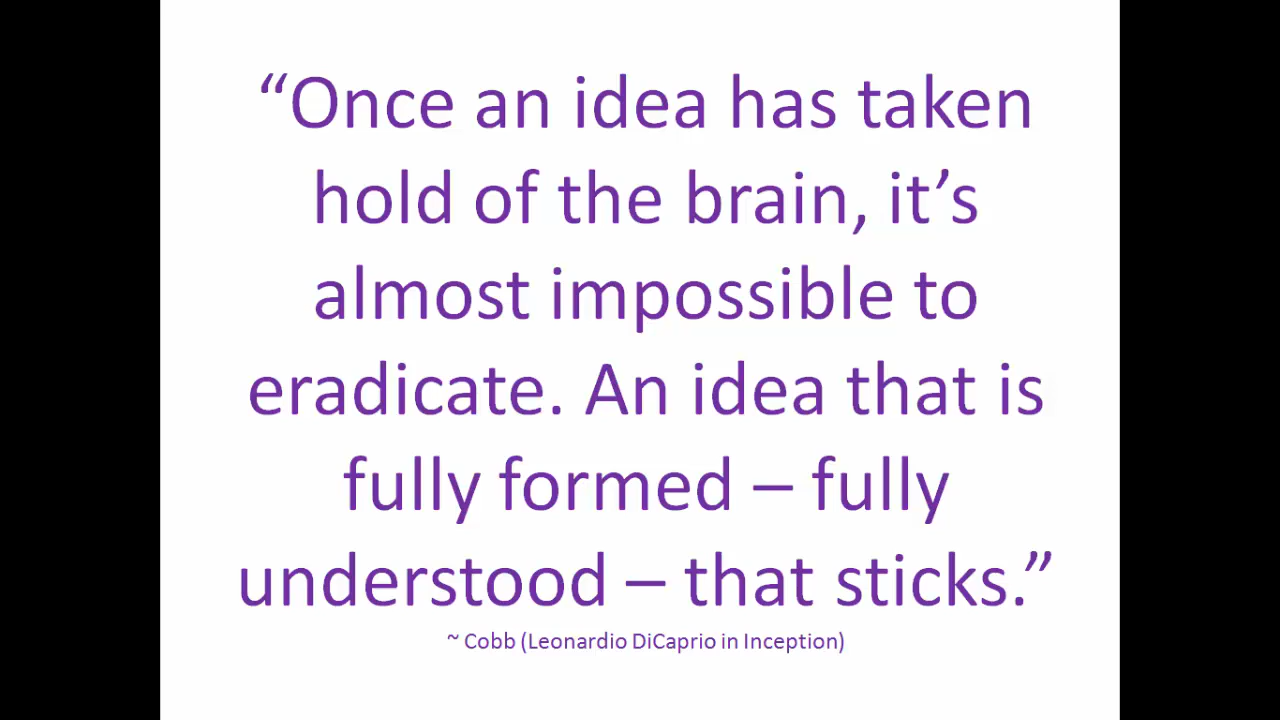 “Once an idea has taken
hold of the brain, it’s
almost impossible to
eradicate. An idea that is
fully formed – fully
understood – that sticks.”
~ Cobb (Leonardio DiCaprio in Inception)